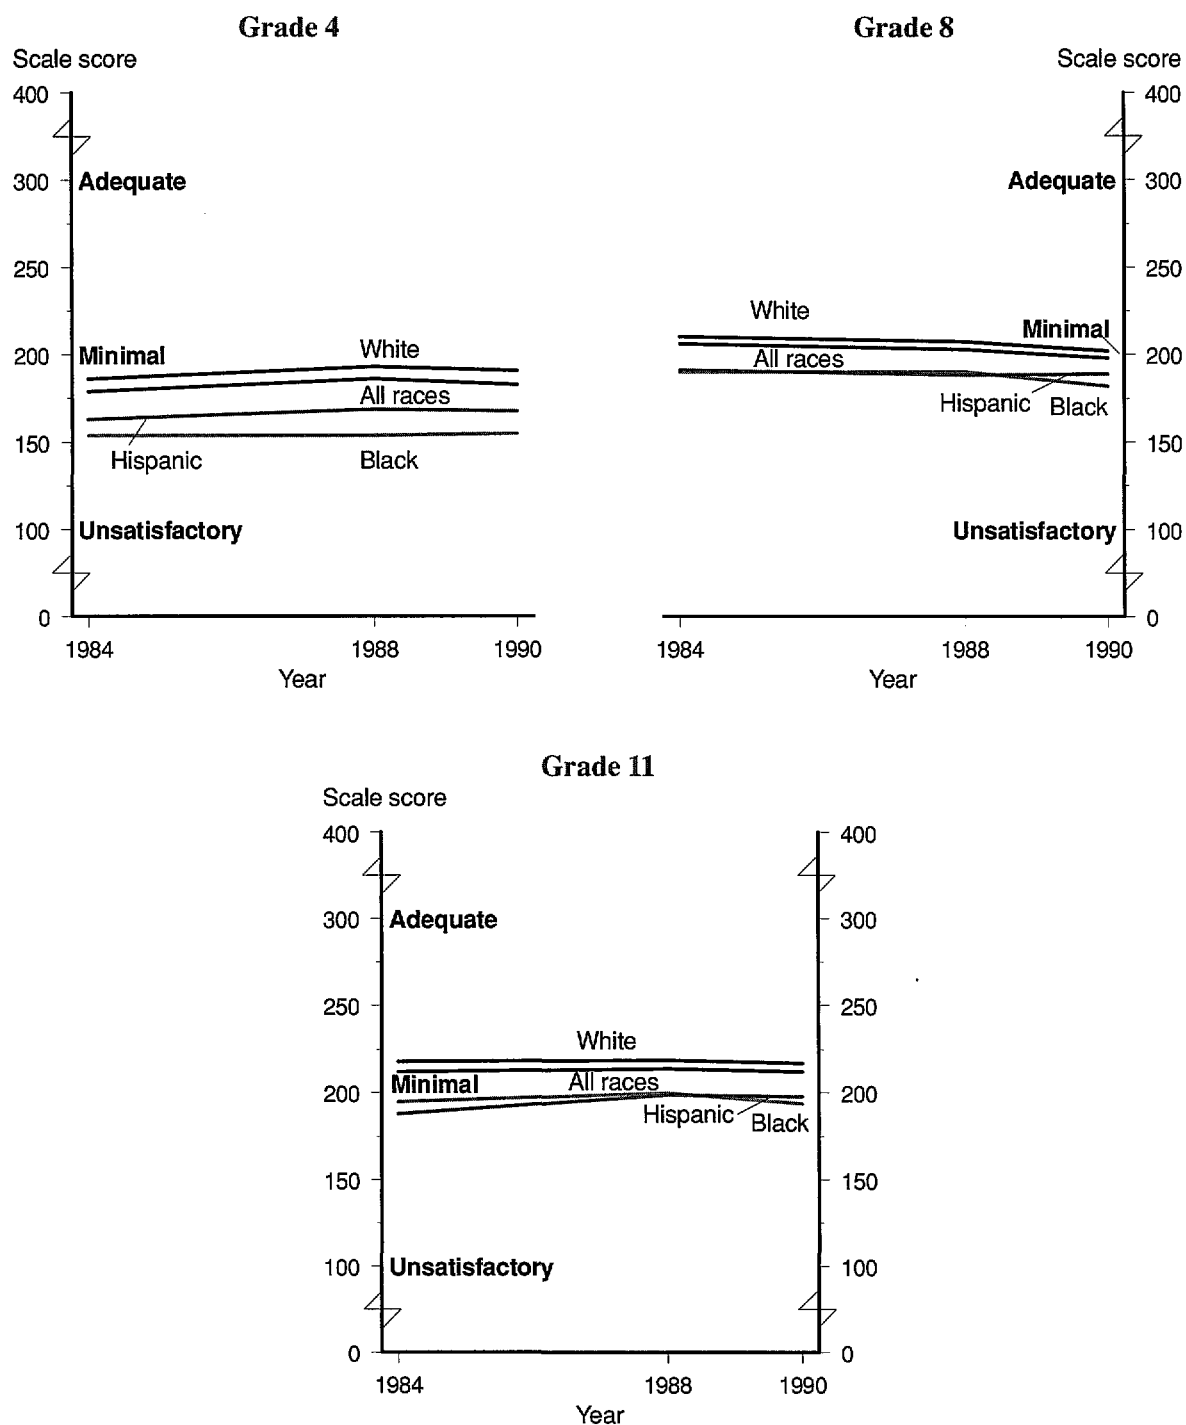 Grade 4
Scale score
400
300
Adequate
250
200
Minimal
White
All races
150
Hispanic
Black
100
Unsatisfactory
0
1984
1988
1990
Year
Grade 8
Scale score
400
Adequate
300
250
White
Minimal
200
All races
Hispanic
Black
150
Unsatisfactory
100
0
1984
1988
1990
Year
Grade 11
Scale score
400
400
300
Adequate
300
250
250
White
Minimal
All races
200
200
Hispanic
Black
150
150
100
Unsatisfactory
100
0
0
1984
1988
1990
Year